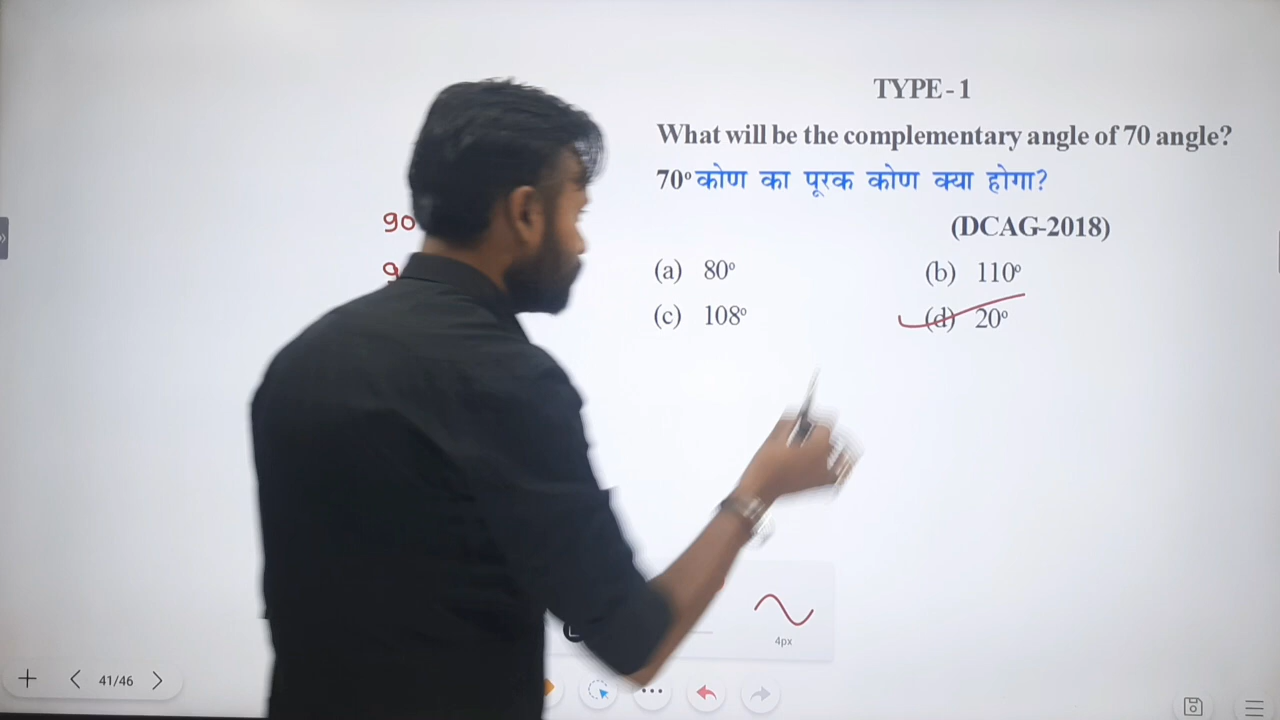 TYPE-1
What will be the complementary angle of 70 angle?
70° कोण का पूरक कोण क्या होगा?
90
(DCAG-2018)
9
(a) 80° (b) 110°
(c) 108° (d) 20°
4px
41/46